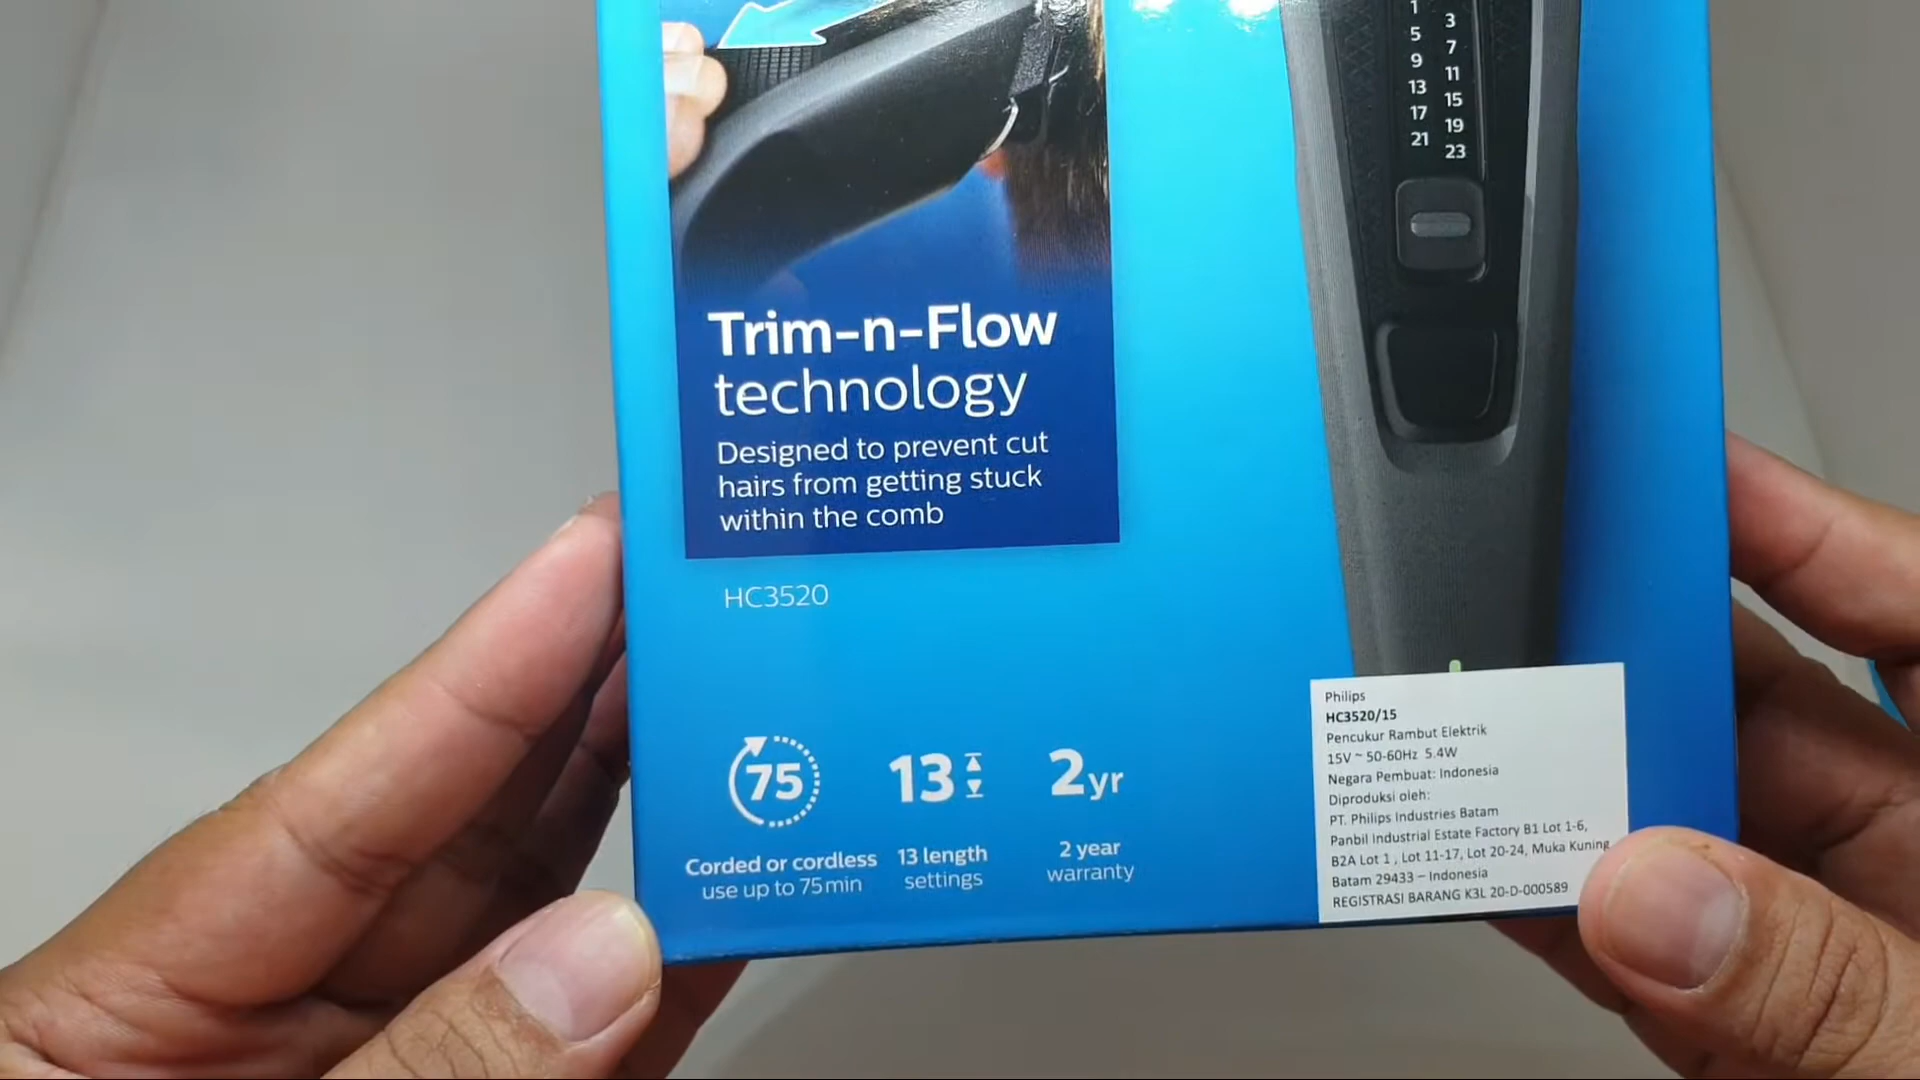 1 3
5 7
9 11
13 15
17 19
21 23
Trim-n-Flow
technology
Designed to prevent cut
hairs from getting stuck
within the comb
HC3520
75
Corded or cordless
use up to 75min
13
13 length
settings
2yr
2 year
warranty
Philips
HC3520/15
Pencukur Rambut Elektrik
15V ~ 50-60Hz 5.4W
Negara Pembuat: Indonesia
Diproduksi oleh:
PT. Philips Industries Batam
Panbil Industrial Estate Factory B1 Lot 1-6,
B2A Lot 1 , Lot 11-17, Lot 20-24, Muka Kuning
Batam 29433 – Indonesia
REGISTRASI BARANG K3L 20-D-000589